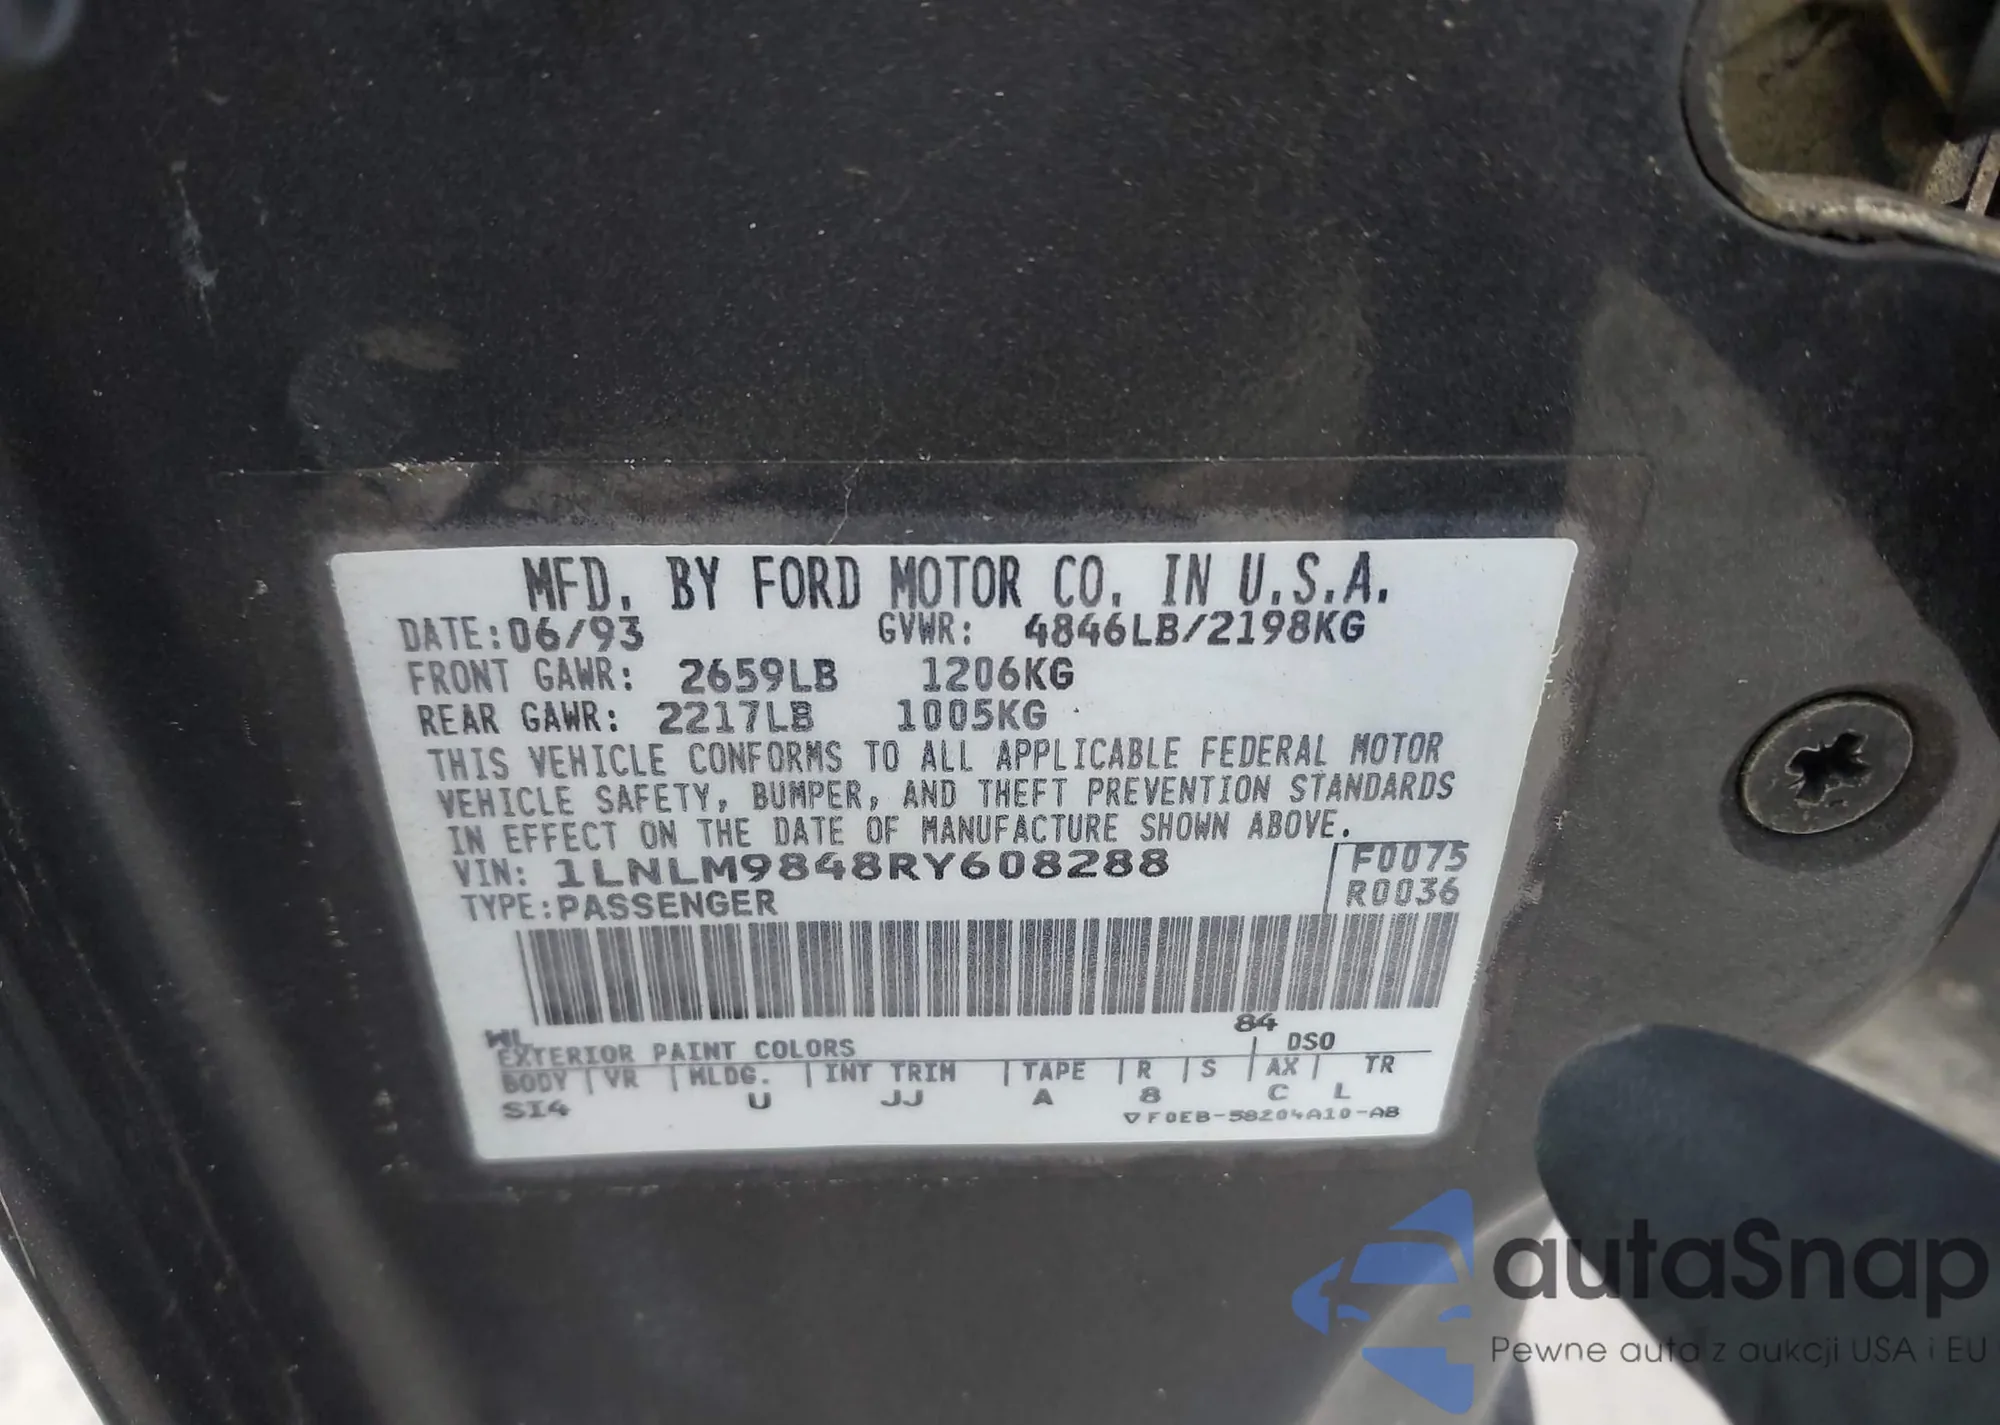 MFD. BY FORD MOTOR CO. IN U.S.A.
DATE:06/93 GVWR: 4846LB/2198KG
FRONT GAWR: 2659LB 1206KG
REAR GAWR: 2217LB 1005KG
THIS VEHICLE CONFORMS TO ALL APPLICABLE FEDERAL MOTOR
VEHICLE SAFETY, BUMPER, AND THEFT PREVENTION STANDARDS
IN EFFECT ON THE DATE OF MANUFACTURE SHOWN ABOVE.
VIN: 1LNLM9848RY608288 F0075
TYPE:PASSENGER R0036
WL 84
EXTERIOR PAINT COLORS DSO
BODY VR MLDG. INT TRIM TAPE R S AX TR
SI4 U JJ A 8 C L
F0EB-58204A10-AB
autaSnap
Pewne auta z aukcji USA i EU